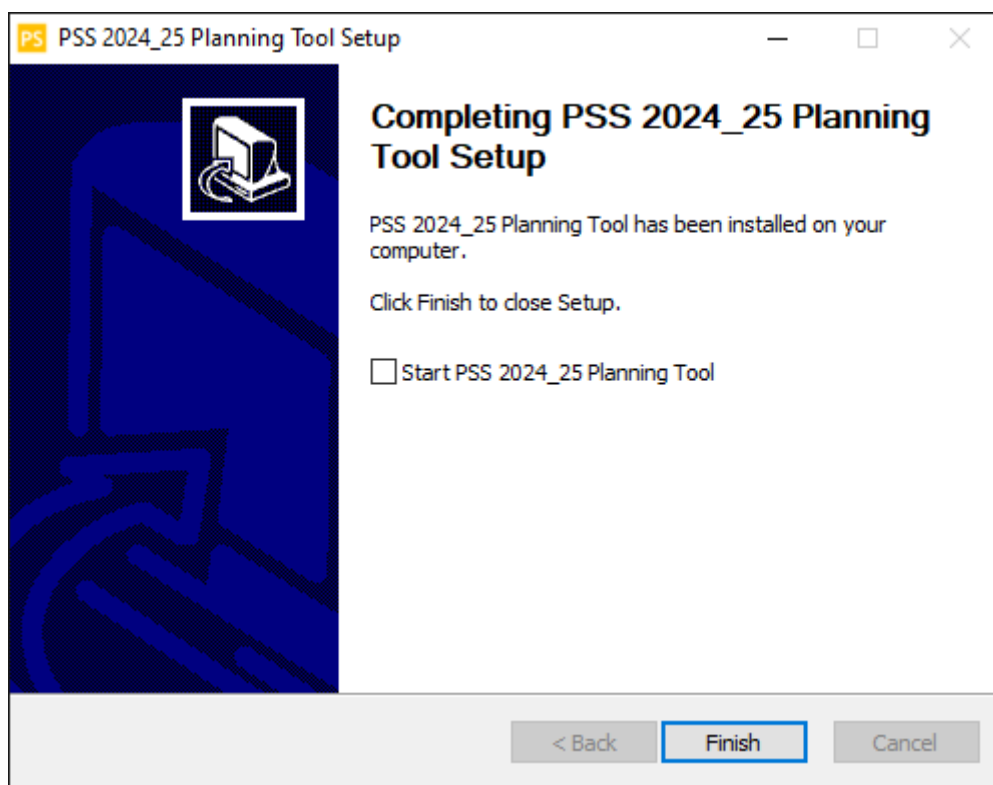 PS PSS 2024_25 Planning Tool Setup
Completing PSS 2024_25 Planning
Tool Setup
PSS 2024_25 Planning Tool has been installed on your
computer.
Click Finish to close Setup.
Start PSS 2024_25 Planning Tool
< Back Finish Cancel